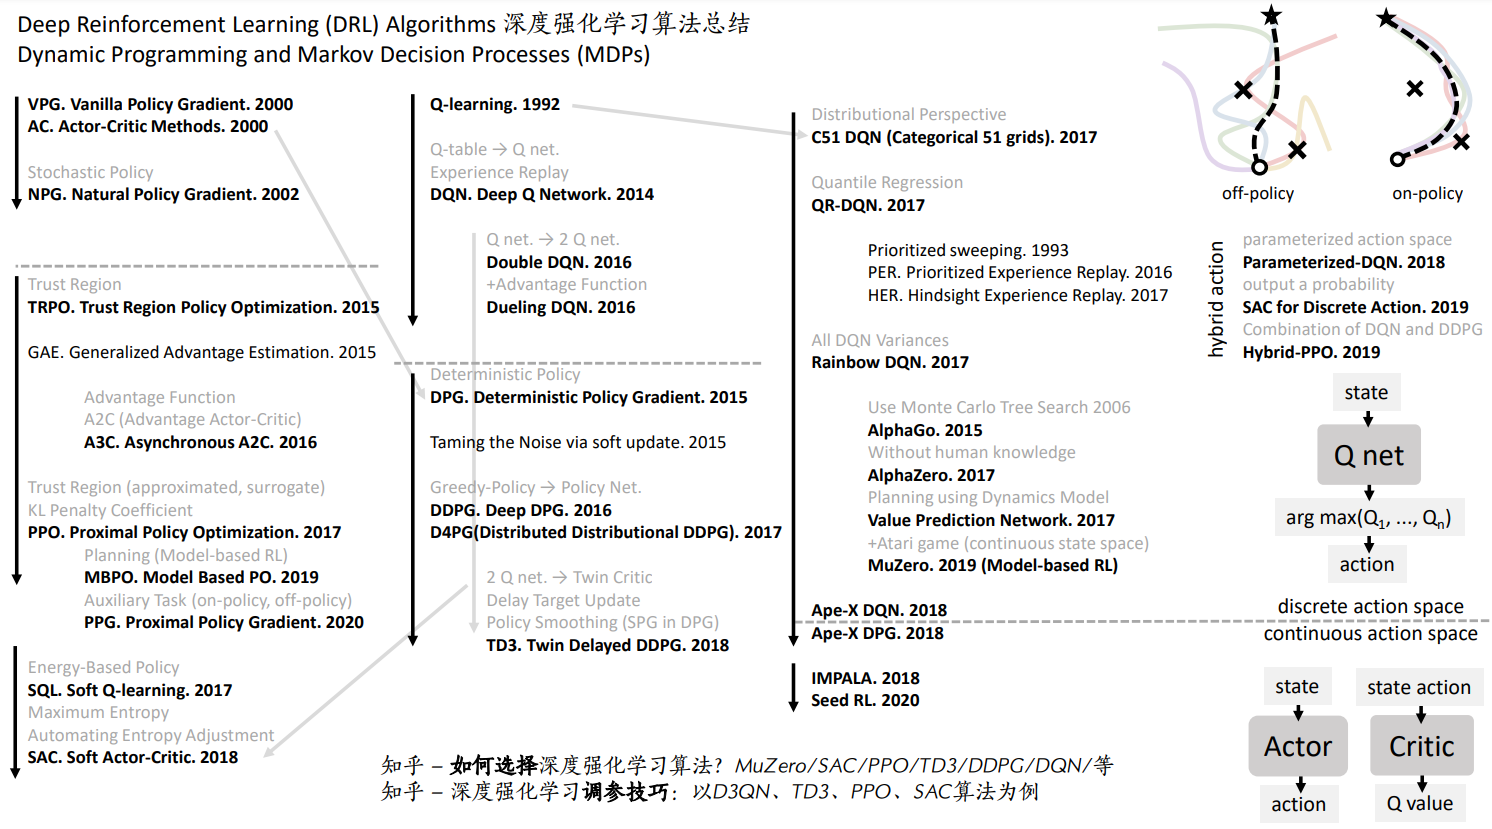 Deep Reinforcement Learning (DRL) Algorithms 深度强化学习算法总结
Dynamic Programming and Markov Decision Processes (MDPs)
VPG. Vanilla Policy Gradient. 2000
AC. Actor-Critic Methods. 2000
Stochastic Policy
NPG. Natural Policy Gradient. 2002
Trust Region
TRPO. Trust Region Policy Optimization. 2015
GAE. Generalized Advantage Estimation. 2015
Advantage Function
A2C (Advantage Actor-Critic)
A3C. Asynchronous A2C. 2016
Trust Region (approximated, surrogate)
KL Penalty Coefficient
PPO. Proximal Policy Optimization. 2017
Planning (Model-based RL)
MBPO. Model Based PO. 2019
Auxiliary Task (on-policy, off-policy)
PPG. Proximal Policy Gradient. 2020
Energy-Based Policy
SQL. Soft Q-learning. 2017
Maximum Entropy
Automating Entropy Adjustment
SAC. Soft Actor-Critic. 2018
Q-learning. 1992
Q-table → Q net.
Experience Replay
DQN. Deep Q Network. 2014
Q net. → 2 Q net.
Double DQN. 2016
+Advantage Function
Dueling DQN. 2016
Deterministic Policy
DPG. Deterministic Policy Gradient. 2015
Taming the Noise via soft update. 2015
Greedy-Policy → Policy Net.
DDPG. Deep DPG. 2016
D4PG(Distributed Distributional DDPG). 2017
2 Q net. → Twin Critic
Delay Target Update
Policy Smoothing (SPG in DPG)
TD3. Twin Delayed DDPG. 2018
Distributional Perspective
C51 DQN (Categorical 51 grids). 2017
Quantile Regression
QR-DQN. 2017
Prioritized sweeping. 1993
PER. Prioritized Experience Replay. 2016
HER. Hindsight Experience Replay. 2017
All DQN Variances
Rainbow DQN. 2017
Use Monte Carlo Tree Search 2006
AlphaGo. 2015
Without human knowledge
AlphaZero. 2017
Planning using Dynamics Model
Value Prediction Network. 2017
+Atari game (continuous state space)
MuZero. 2019 (Model-based RL)
Ape-X DQN. 2018
Ape-X DPG. 2018
IMPALA. 2018
Seed RL. 2020
off-policy
on-policy
hybrid action
parameterized action space
Parameterized-DQN. 2018
output a probability
SAC for Discrete Action. 2019
Combination of DQN and DDPG
Hybrid-PPO. 2019
state
Q net
arg max(Q1, ..., Qn)
action
discrete action space
continuous action space
state
Actor
action
state action
Critic
Q value
知乎 – 如何选择深度强化学习算法？MuZero/SAC/PPO/TD3/DDPG/DQN/等
知乎 – 深度强化学习调参技巧：以D3QN、TD3、PPO、SAC算法为例